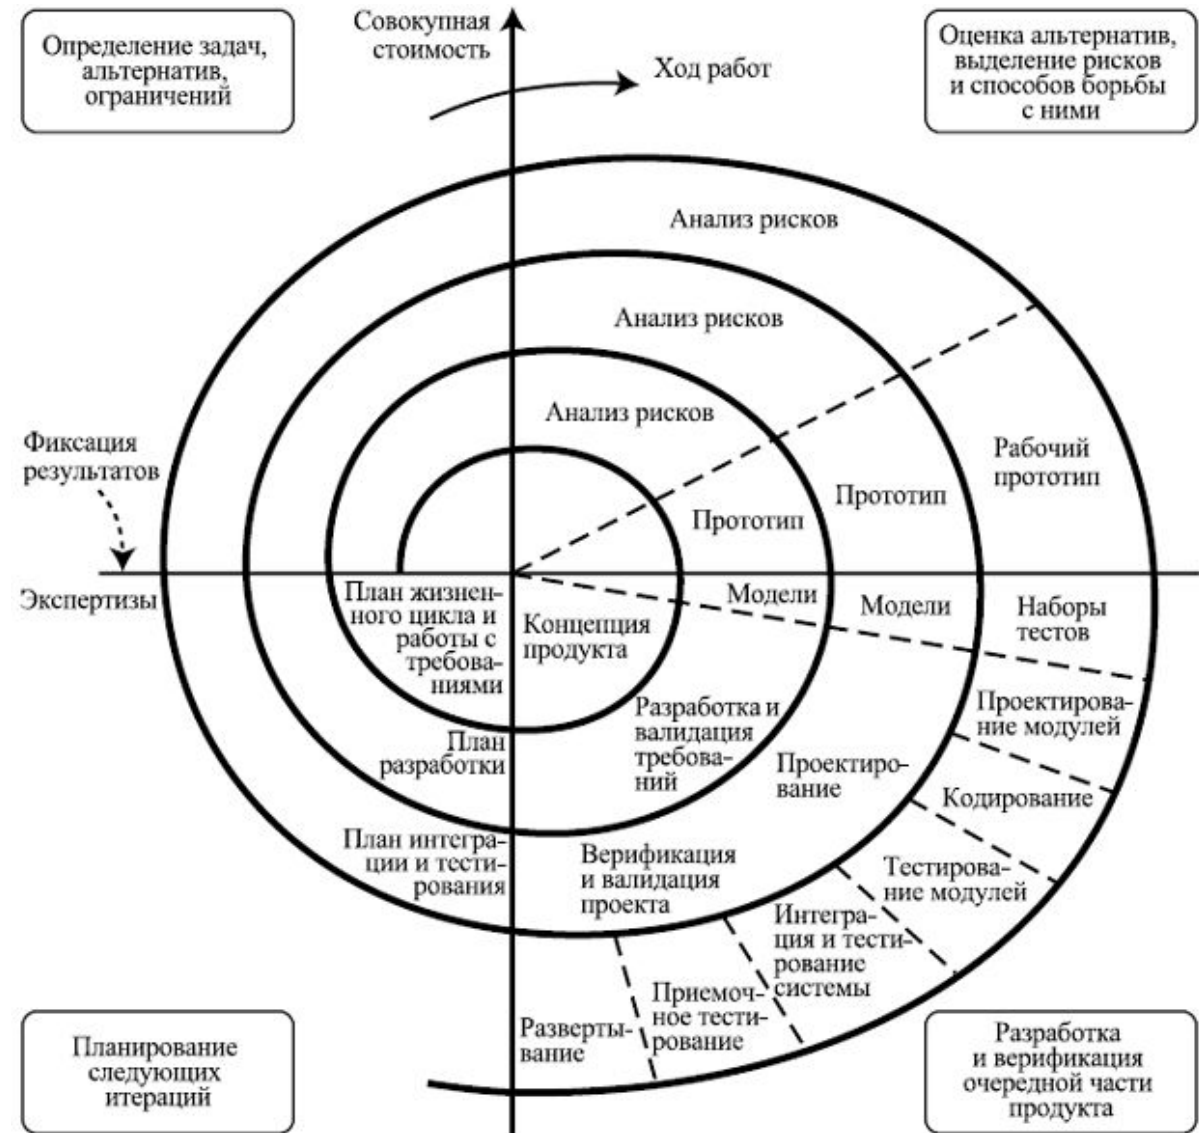 Определение задач,
альтернатив,
ограничений
Совокупная
стоимость
Ход работ
Оценка альтернатив,
выделение рисков
и способов борьбы
с ними
Анализ рисков
Анализ рисков
Анализ рисков
Фиксация
результатов
Экспертизы
Прототип
Прототип
Рабочий
прототип
План жизнен-
ного цикла и
работы с
требова-
ниями
Концепция
продукта
Модели
Модели
Наборы
тестов
План
разработки
Разработка и
валидация
требова-
ний
Проектиро-
вание
Проектирова-
ние модулей
Кодирование
План интегра-
ции и тести-
рования
Верификация
и валидация
проекта
Тестирова-
ние модулей
Интегра-
ция и тести-
рование
системы
Приемоч-
ное тести-
рование
Разверты-
вание
Планирование
следующих
итераций
Разработка
и верификация
очередной части
продукта